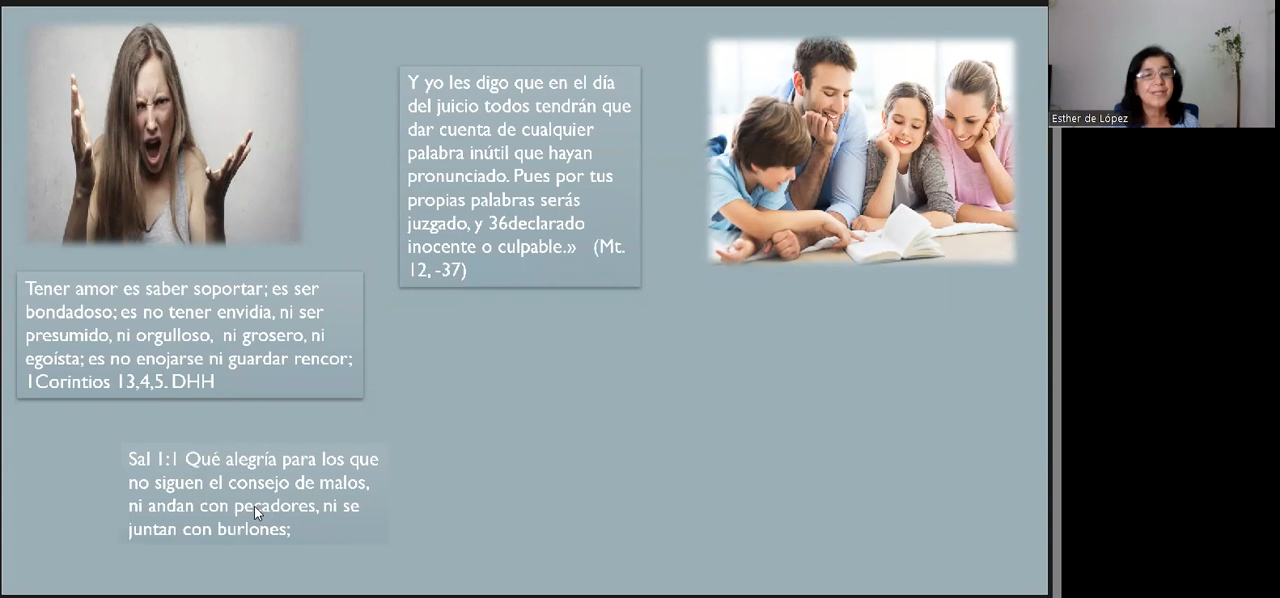 Y yo les digo que en el día
del juicio todos tendrán que
dar cuenta de cualquier
palabra inútil que hayan
pronunciado. Pues por tus
propias palabras serás
juzgado, y 36declarado
inocente o culpable.» (Mt.
12, -37)
Tener amor es saber soportar; es ser
bondadoso; es no tener envidia, ni ser
presumido, ni orgulloso, ni grosero, ni
egoísta; es no enojarse ni guardar rencor;
1Corintios 13,4,5. DHH
Sal 1:1 Qué alegría para los que
no siguen el consejo de malos,
ni andan con pecadores, ni se
juntan con burlones;
Esther de López